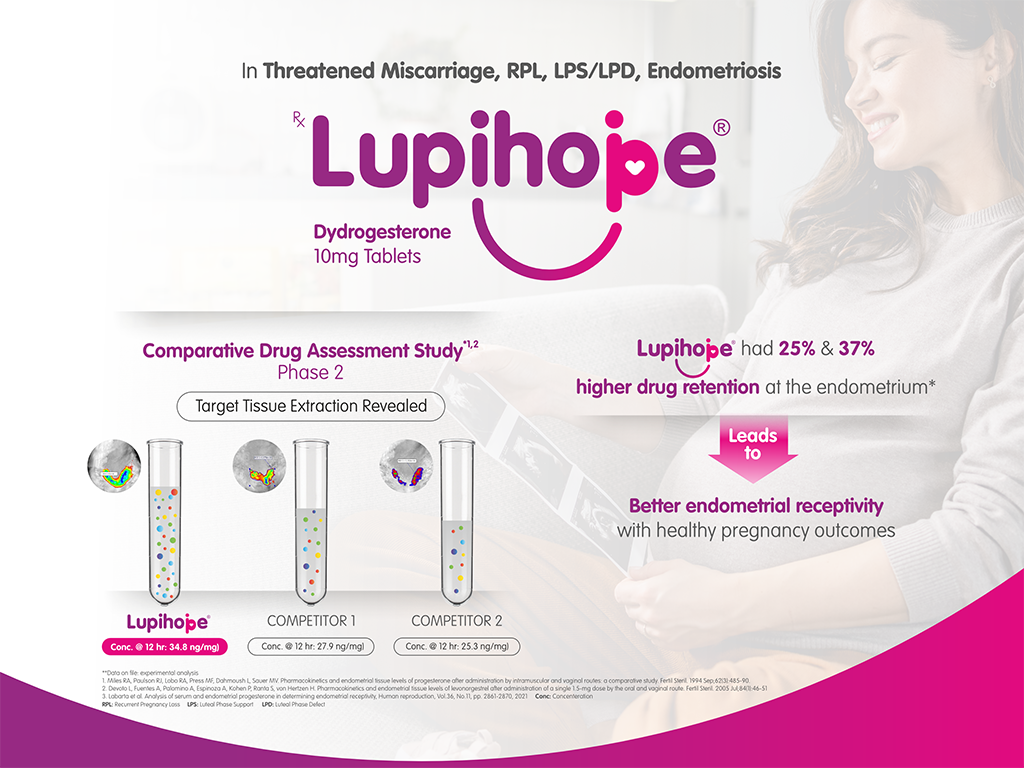 In Threatened Miscarriage, RPL, LPS/LPD, Endometriosis
Rx Lupihope®
Dydrogesterone
10mg Tablets
Comparative Drug Assessment Study*1,2
Phase 2
Target Tissue Extraction Revealed
Lupihope®
Conc. @ 12 hr: 34.8 ng/mg)
COMPETITOR 1
Conc. @ 12 hr: 27.9 ng/mg)
COMPETITOR 2
Conc. @ 12 hr: 25.3 ng/mg)
Lupihope® had 25% & 37%
higher drug retention at the endometrium*
Leads
to
Better endometrial receptivity
with healthy pregnancy outcomes
**Data on file: experimental analysis
1. Miles RA, Paulson RJ, Lobo RA, Press MF, Dahmoush L, Sauer MV. Pharmacokinetics and endometrial tissue levels of progesterone after administration by intramuscular and vaginal routes: a comparative study. Fertil Steril. 1994 Sep;62(3):485-90.
2. Devoto L, Fuentes A, Palomino A, Espinoza A, Kohen P, Ranta S, von Hertzen H. Pharmacokinetics and endometrial tissue levels of levonorgestrel after administration of a single 1.5-mg dose by the oral and vaginal route. Fertil Steril. 2005 Jul;84(1):46-51
3. Labarta et al. Analysis of serum and endometrial progesterone in determining endometrial receptivity, Human reproduction, Vol.36, No.11, pp. 2861-2870, 2021 Conc: Concenteration
RPL: Recurrent Pregnancy Loss LPS: Luteal Phase Support LPD: Luteal Phase Defect